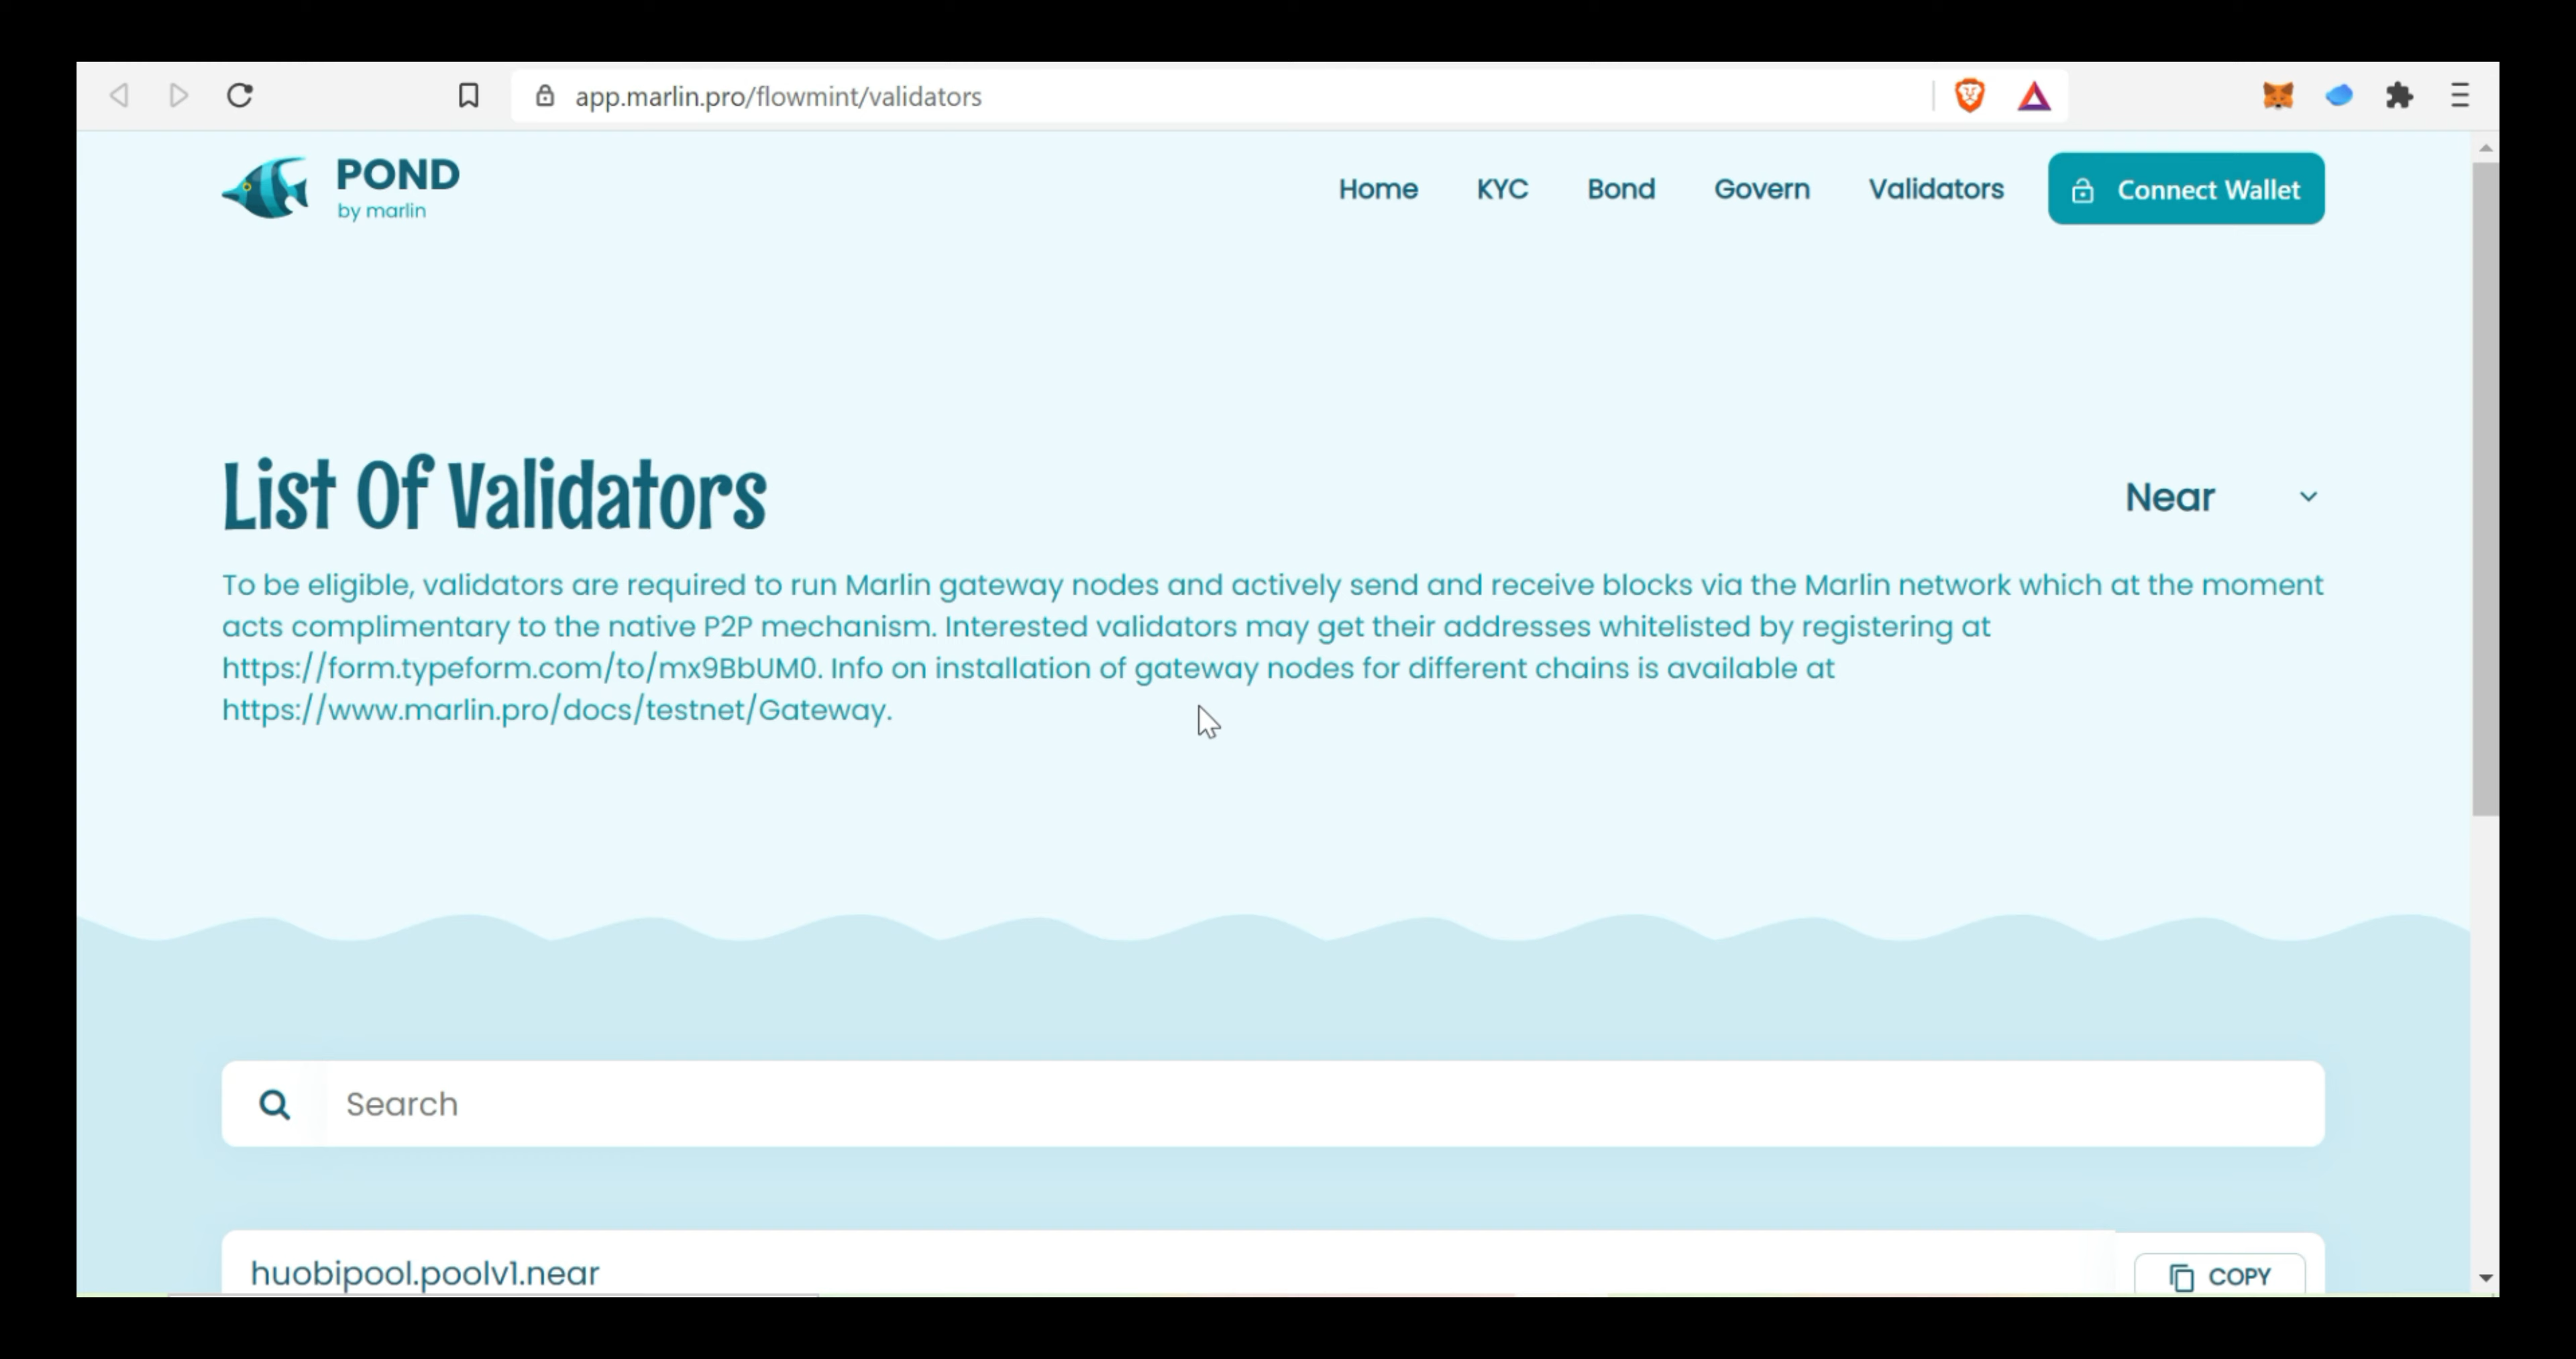 app.marlin.pro/flowmint/validators
POND
by marlin
Home KYC Bond Govern Validators Connect Wallet
List Of Validators
Near
To be eligible, validators are required to run Marlin gateway nodes and actively send and receive blocks via the Marlin network which at the moment
acts complimentary to the native P2P mechanism. Interested validators may get their addresses whitelisted by registering at
https://form.typeform.com/to/mx9BbUM0. Info on installation of gateway nodes for different chains is available at
https://www.marlin.pro/docs/testnet/Gateway.
Search
huobipool.poolv1.near
COPY